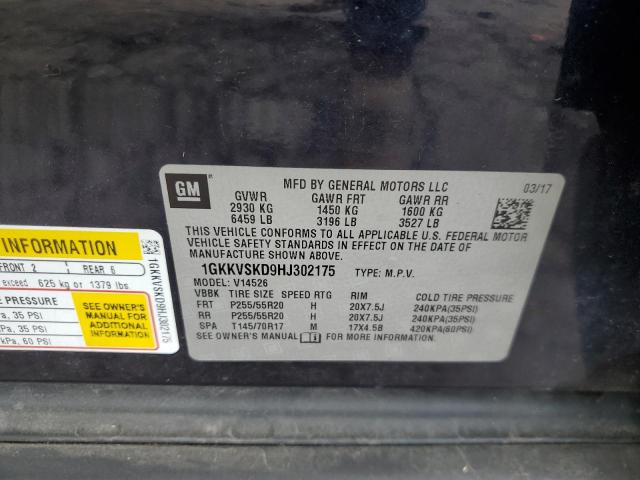 GM
MFD BY GENERAL MOTORS LLC
03/17
GVWR GAWR FRT GAWR RR
2930 KG 1450 KG 1600 KG
6459 LB 3196 LB 3527 LB
THIS VEHICLE CONFORMS TO ALL APPLICABLE U.S. FEDERAL MOTOR
VEHICLE SAFETY STANDARDS IN EFFECT ON THE DATE OF
MANUFACTURE SHOWN ABOVE.
1GKKVSKD9HJ302175 TYPE: M.P.V.
MODEL: V14526
VBBK TIRE SIZE SPEED RTG RIM COLD TIRE PRESSURE
FRT P255/55R20 H 20X7.5J 240KPA(35PSI)
RR P255/55R20 H 20X7.5J 240KPA(35PSI)
SPA T145/70R17 M 17X4.5B 420KPA(60PSI)
SEE OWNER'S MANUAL FOR MORE INFORMATION.
INFORMATION
FRONT 2 REAR 6
exceed 625 kg or 1379 lbs.
PRESSURE
a, 35 PSI
a, 35 PSI
kPa, 60 PSI
SEE OWNER'S
MANUAL FOR
ADDITIONAL
INFORMATION
1GKKVSKD9HJ302175